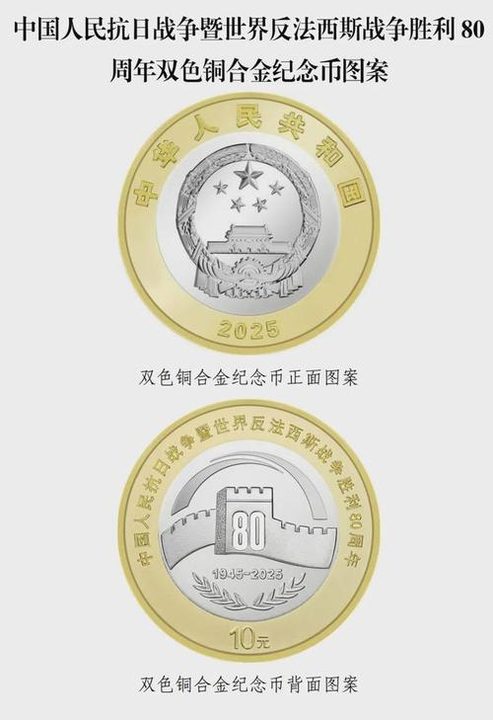 中国人民抗日战争暨世界反法西斯战争胜利 80
周年双色铜合金纪念币图案
中华人民共和国
2025
双色铜合金纪念币正面图案
中国人民抗日战争暨世界反法西斯战争胜利80周年
80
1945-2025
10元
双色铜合金纪念币背面图案